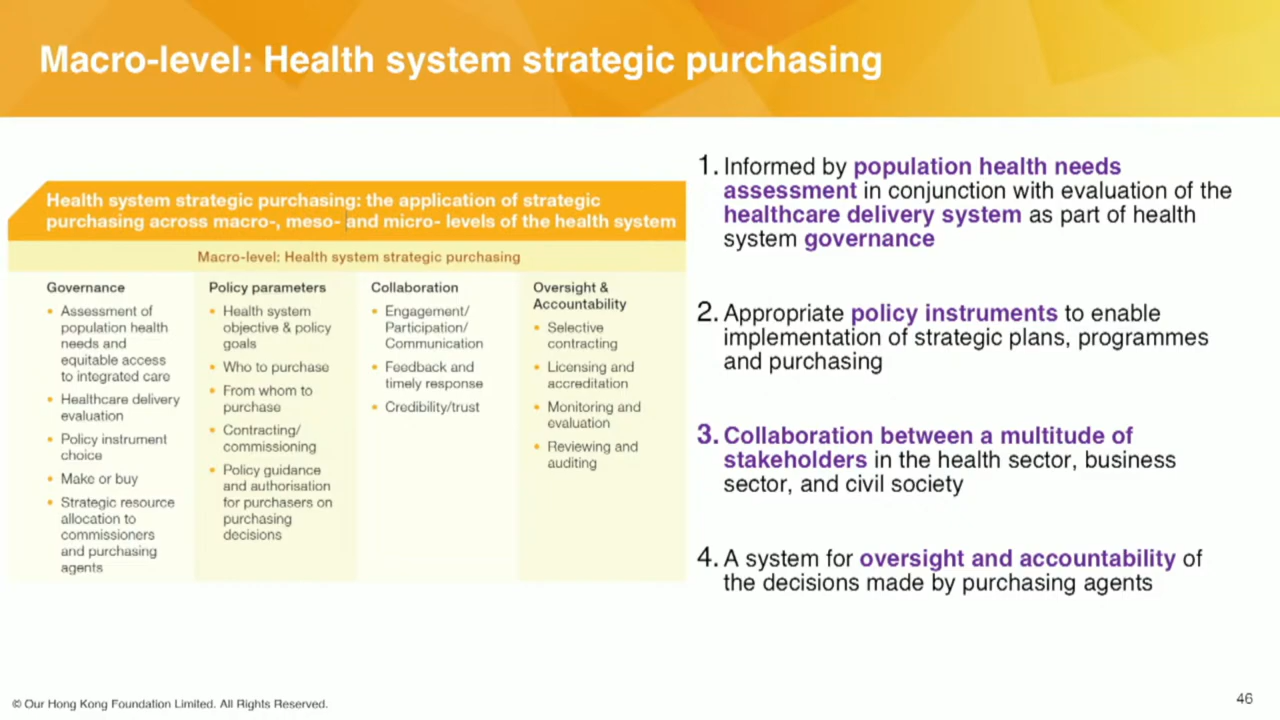 Macro-level: Health system strategic purchasing
Health system strategic purchasing: the application of strategic
purchasing across macro-, meso- and micro- levels of the health system
Macro-level: Health system strategic purchasing
Governance
• Assessment of
population health
needs and
equitable access
to integrated care
• Healthcare delivery
evaluation
• Policy instrument
choice
• Make or buy
• Strategic resource
allocation to
commissioners
and purchasing
agents
Policy parameters
• Health system
objective & policy
goals
• Who to purchase
• From whom to
purchase
• Contracting/
commissioning
• Policy guidance
and authorisation
for purchasers on
purchasing
decisions
Collaboration
• Engagement/
Participation/
Communication
• Feedback and
timely response
• Credibility/trust
Oversight &
Accountability
• Selective
contracting
• Licensing and
accreditation
• Monitoring and
evaluation
• Reviewing and
auditing
1. Informed by population health needs
assessment in conjunction with evaluation of the
healthcare delivery system as part of health
system governance
2. Appropriate policy instruments to enable
implementation of strategic plans, programmes
and purchasing
3. Collaboration between a multitude of
stakeholders in the health sector, business
sector, and civil society
4. A system for oversight and accountability of
the decisions made by purchasing agents
© Our Hong Kong Foundation Limited. All Rights Reserved.
46